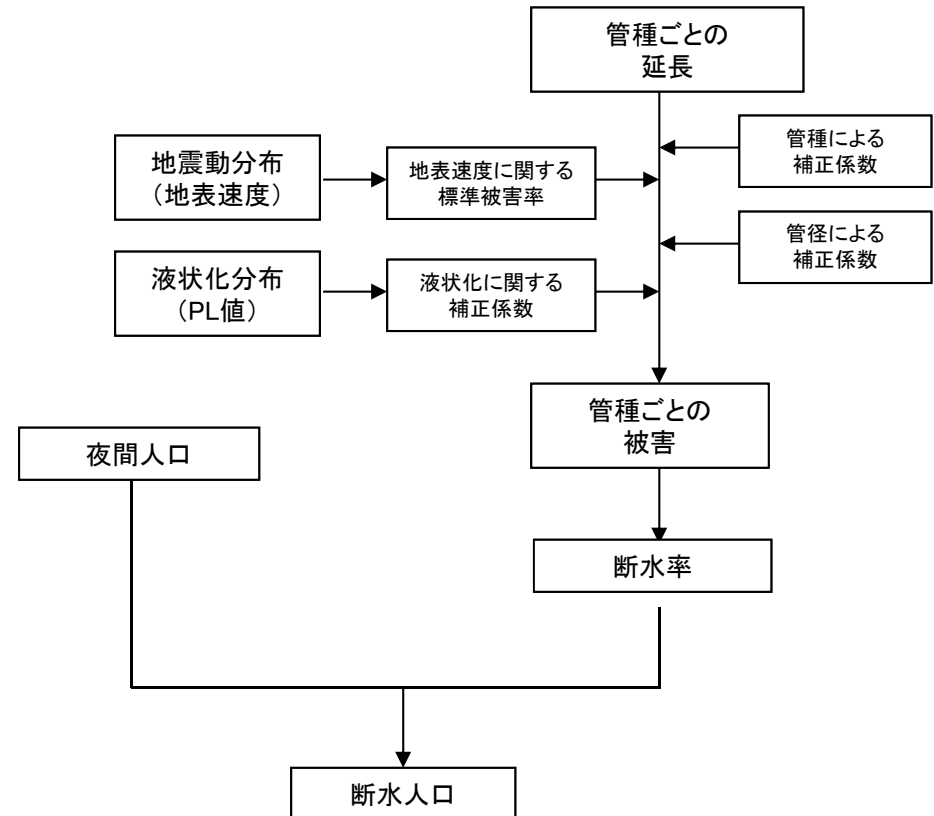 管種ごとの
延長
管種による
補正係数
地震動分布
（地表速度）
地表速度に関する
標準被害率
管径による
補正係数
液状化分布
（PL値）
液状化に関する
補正係数
管種ごとの
被害
夜間人口
断水率
断水人口